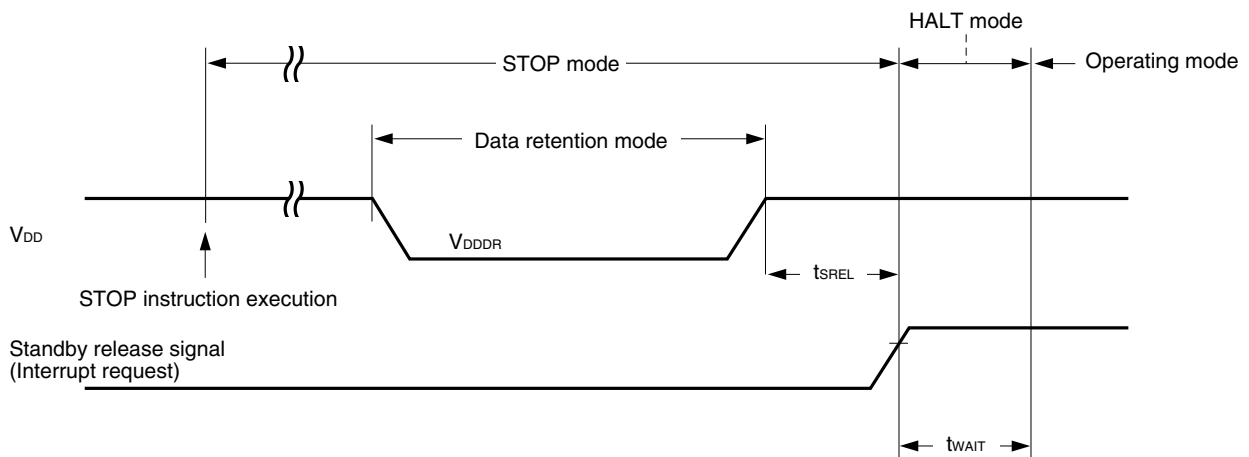 HALT mode
STOP mode
Operating mode
Data retention mode
VDD
VDDDR
STOP instruction execution
tSREL
Standby release signal
(Interrupt request)
tWAIT